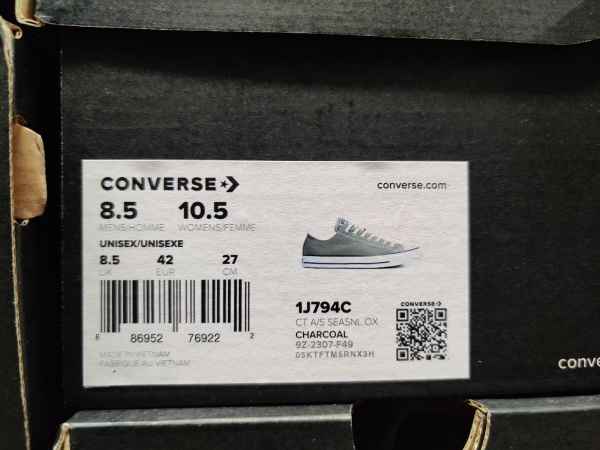 CONVERSE
converse.com
8.5 10.5
MENS/HOMME WOMENS/FEMME
UNISEX/UNISEXE
8.5 42 27
UK EUR CM
8 86952 76922 2
MADE IN VIETNAM
FABRIQUÉ AU VIETNAM
1J794C
CT A/S SEASNL OX
CHARCOAL
9Z-2307-F49
05KTFTM5RNX3H
CONVERSE
conve